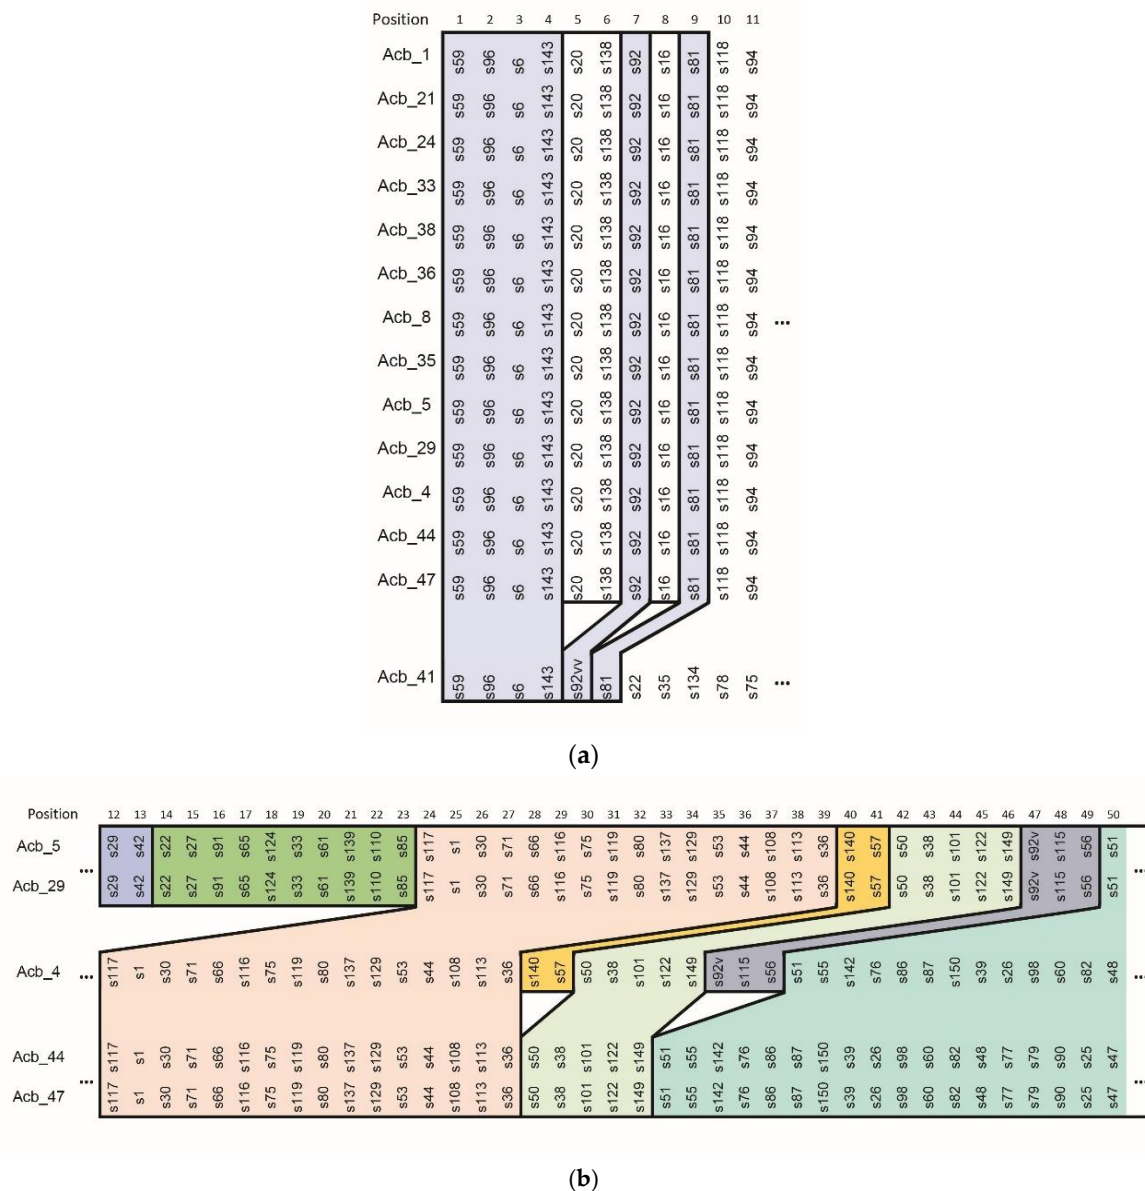 Position 1 2 3 4 5 6 7 8 9 10 11
Acb_1 s59 s96 s6 s143 s20 s138 s92 s16 s81 s118 s94
Acb_21 s59 s96 s6 s143 s20 s138 s92 s16 s81 s118 s94
Acb_24 s59 s96 s6 s143 s20 s138 s92 s16 s81 s118 s94
Acb_33 s59 s96 s6 s143 s20 s138 s92 s16 s81 s118 s94
Acb_38 s59 s96 s6 s143 s20 s138 s92 s16 s81 s118 s94
Acb_36 s59 s96 s6 s143 s20 s138 s92 s16 s81 s118 s94
Acb_8 s59 s96 s6 s143 s20 s138 s92 s16 s81 s118 s94 ...
Acb_35 s59 s96 s6 s143 s20 s138 s92 s16 s81 s118 s94
Acb_5 s59 s96 s6 s143 s20 s138 s92 s16 s81 s118 s94
Acb_29 s59 s96 s6 s143 s20 s138 s92 s16 s81 s118 s94
Acb_4 s59 s96 s6 s143 s20 s138 s92 s16 s81 s118 s94
Acb_44 s59 s96 s6 s143 s20 s138 s92 s16 s81 s118 s94
Acb_47 s59 s96 s6 s143 s20 s138 s92 s16 s81 s118 s94
Acb_41 s59 s96 s6 s143 s92vv s81 s22 s35 s134 s78 s75 ...
(a)
Position 12 13 14 15 16 17 18 19 20 21 22 23 24 25 26 27 28 29 30 31 32 33 34 35 36 37 38 39 40 41 42 43 44 45 46 47 48 49 50
Acb_5 s29 s42 s22 s27 s91 s65 s124 s33 s61 s139 s110 s85 s117 s1 s30 s71 s66 s116 s75 s119 s80 s137 s129 s53 s44 s108 s113 s36 s140 s57 s50 s38 s101 s122 s149 s92v s115 s56 s51
... ...
Acb_29 s29 s42 s22 s27 s91 s65 s124 s33 s61 s139 s110 s85 s117 s1 s30 s71 s66 s116 s75 s119 s80 s137 s129 s53 s44 s108 s113 s36 s140 s57 s50 s38 s101 s122 s149 s92v s115 s56 s51
Acb_4 ... s117 s1 s30 s71 s66 s116 s75 s119 s80 s137 s129 s53 s44 s108 s113 s36 s140 s57 s50 s38 s101 s122 s149 s92v s115 s56 s51 s55 s142 s76 s86 s87 s150 s39 s26 s98 s60 s82 s48 ...
Acb_44 s117 s1 s30 s71 s66 s116 s75 s119 s80 s137 s129 s53 s44 s108 s113 s36 s50 s38 s101 s122 s149 s51 s55 s142 s76 s86 s87 s150 s39 s26 s98 s60 s82 s48 s77 s79 s90 s25 s47
... ...
Acb_47 s117 s1 s30 s71 s66 s116 s75 s119 s80 s137 s129 s53 s44 s108 s113 s36 s50 s38 s101 s122 s149 s51 s55 s142 s76 s86 s87 s150 s39 s26 s98 s60 s82 s48 s77 s79 s90 s25 s47
(b)